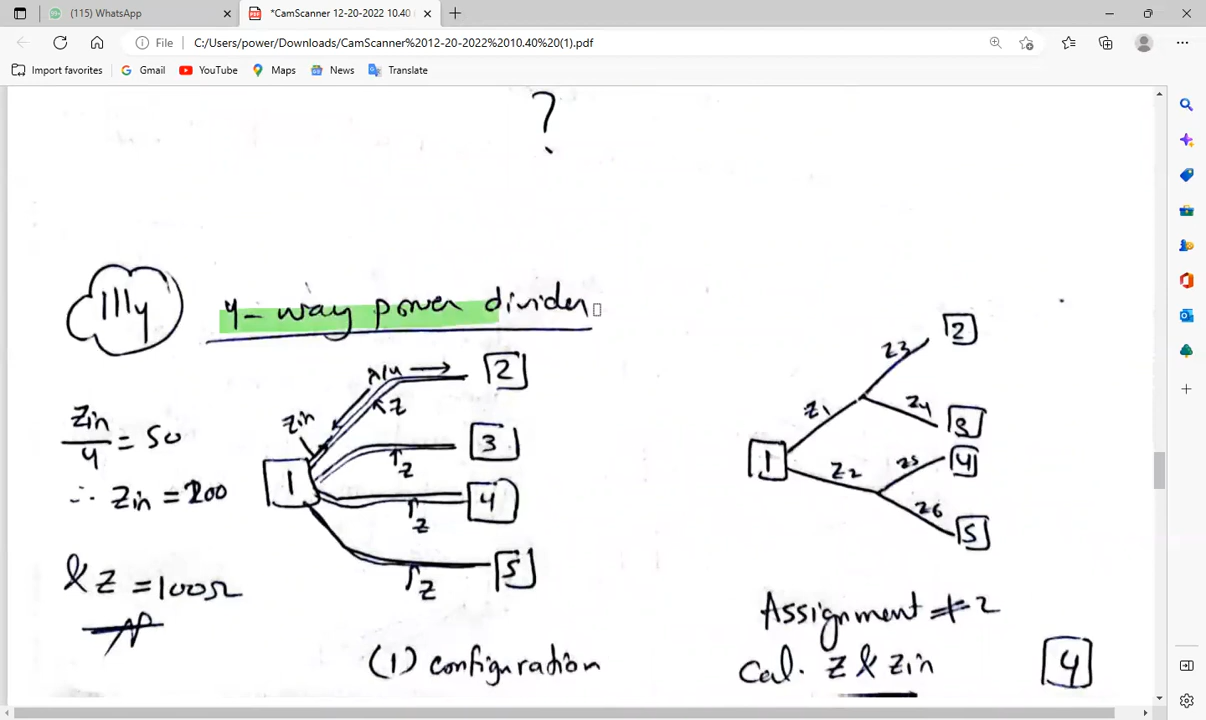 (115) WhatsApp
*CamScanner 12-20-2022 10.40
File
C:/Users/power/Downloads/CamScanner%2012-20-2022%2010.40%20(1).pdf
Import favorites
Gmail
YouTube
Maps
News
Translate
?
111y
4- way power divider
λ/4
2
Zin
Z
3
Z
1
4
Z
5
Z
Zin/4 = 50
∴ Zin = 200
& Z = 100Ω
(1) configuration
Z3
2
Z1
Z4
3
1
Z5
4
Z2
Z6
5
Assignment # 2
Cal. Z & Zin
4